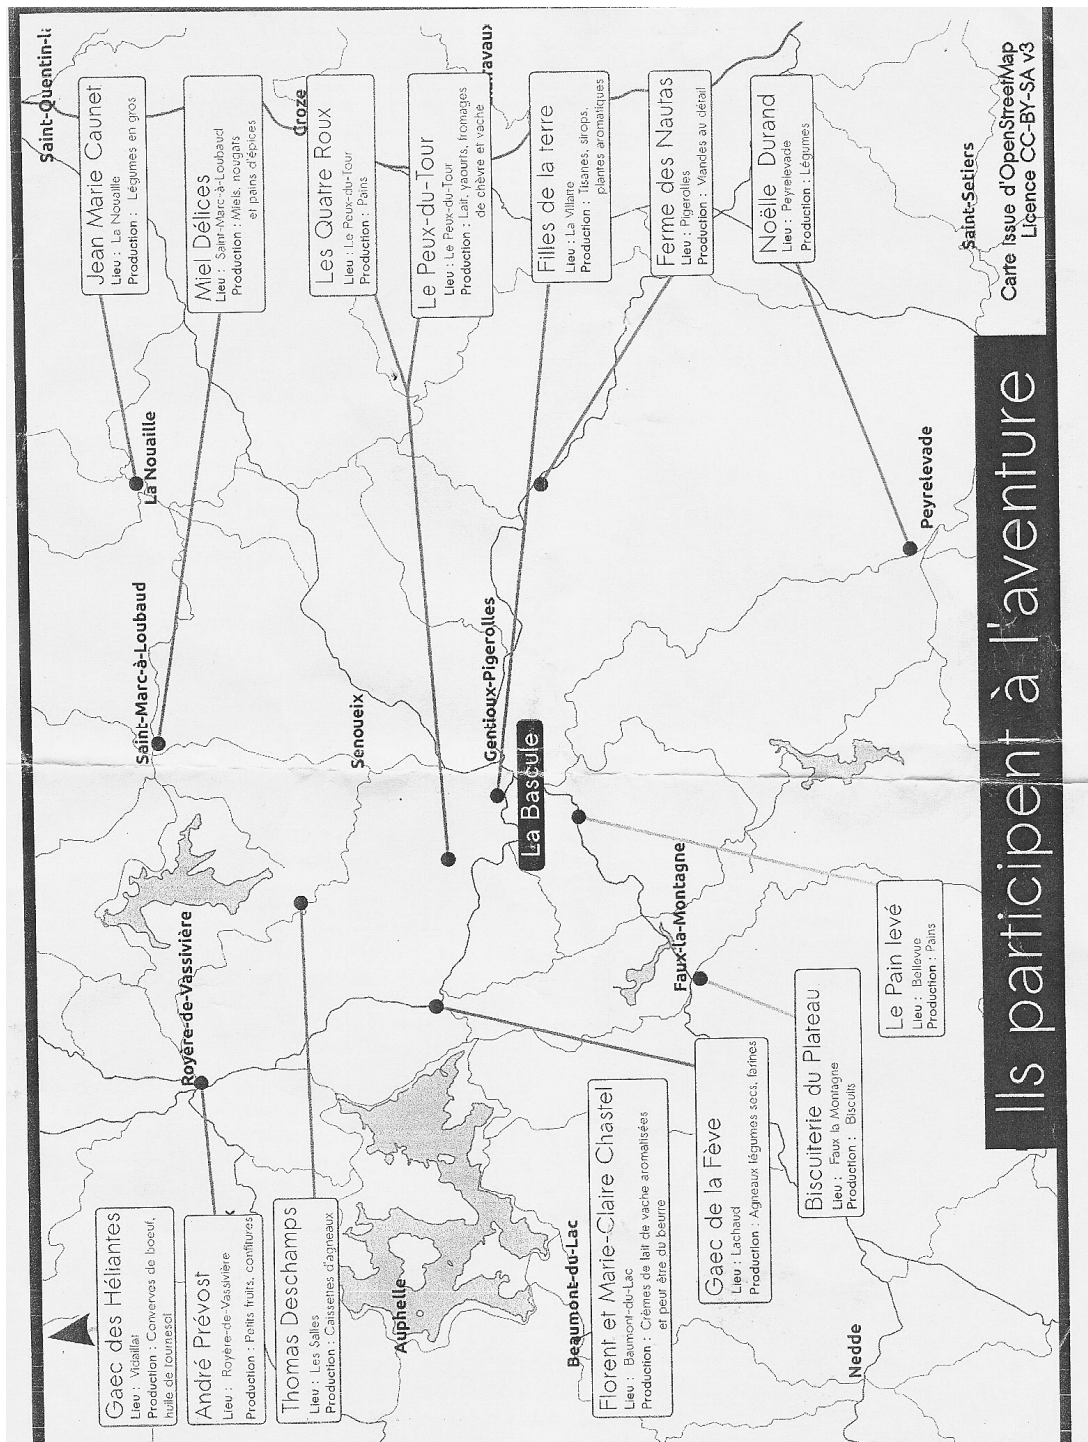 Saint-Quentin-l
Jean Marie Caunet
Lieu : La Nouaille
Production : Légumes en gros
Miel Délices
Lieu : Saint-Marc-à-Loubaud
Production : Miels, nougats
et pains d'épices
Croze
Les Quatre Roux
Lieu : Le Peux-du-Tour
Production : Pains
ravaux
Le Peux-du-Tour
Lieu : Le Peux-du-Tour
Production : Lait, yaourts, fromages
de chèvre et vache
Filles de la terre
Lieu : La Villatte
Production : Tisanes, sirops,
plantes aromatiques
Ferme des Nautas
Lieu : Pigerolles
Production : Viandes au détail
Noëlle Durand
Lieu : Peyrelevade
Production : Légumes
Saint-Setiers
Carte Issue d'OpenStreetMap
Licence CC-BY-SA v3
La Nouaille
Saint-Marc-à-Loubaud
Senoueix
Gentioux-Pigerolles
La Bascule
Peyrelevade
Royère-de-Vassivière
Faux-la-Montagne
Auphelle
Beaumont-du-Lac
Nedde
Gaec des Héliantes
Lieu : Vidaillat
Production : Converves de boeuf,
huile de tournesol
André Prévost
Lieu : Royère-de-Vassivière
Production : Petits fruits, confitures
Thomas Deschamps
Lieu : Les Salles
Production : Caissettes d'agneaux
Florent et Marie-Claire Chastel
Lieu : Baumont-du-Lac
Production : Crèmes de lait de vache aromatisées
et peut être du beurre
Gaec de la Fève
Lieu : Lachaud
Production : Agneaux légumes secs, farines
Biscuiterie du Plateau
Lieu : Faux la Montagne
Production : Biscuits
Le Pain levé
Lieu : Bellevue
Production : Pains
Ils participent à l'aventure